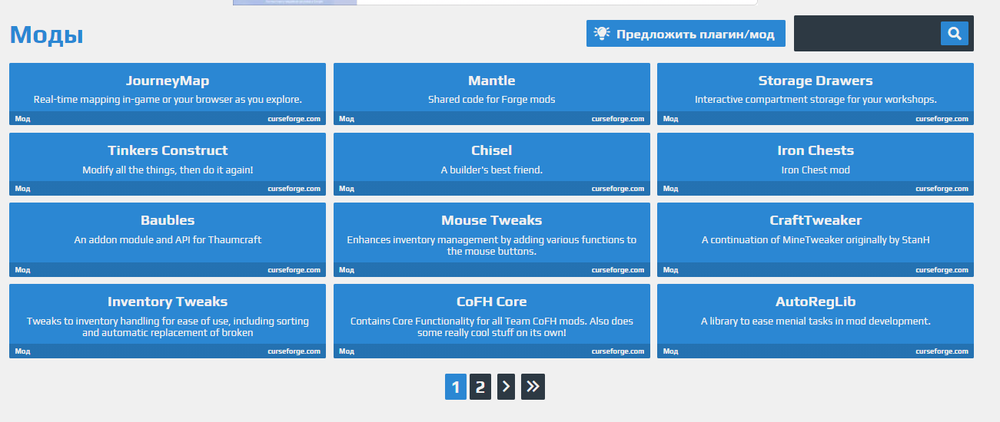 Моды
Предложить плагин/мод
JourneyMap
Real-time mapping in-game or your browser as you explore.
Мод
curseforge.com
Mantle
Shared code for Forge mods
Мод
curseforge.com
Storage Drawers
Interactive compartment storage for your workshops.
Мод
curseforge.com
Tinkers Construct
Modify all the things, then do it again!
Мод
curseforge.com
Chisel
A builder's best friend.
Мод
curseforge.com
Iron Chests
Iron Chest mod
Мод
curseforge.com
Baubles
An addon module and API for Thaumcraft
Мод
curseforge.com
Mouse Tweaks
Enhances inventory management by adding various functions to
the mouse buttons.
Мод
curseforge.com
CraftTweaker
A continuation of MineTweaker originally by StanH
Мод
curseforge.com
Inventory Tweaks
Tweaks to inventory handling for ease of use, including sorting
and automatic replacement of broken
Мод
curseforge.com
CoFH Core
Contains Core Functionality for all Team CoFH mods. Also does
some really cool stuff on its own!
Мод
curseforge.com
AutoRegLib
A library to ease menial tasks in mod development.
Мод
curseforge.com
1 2